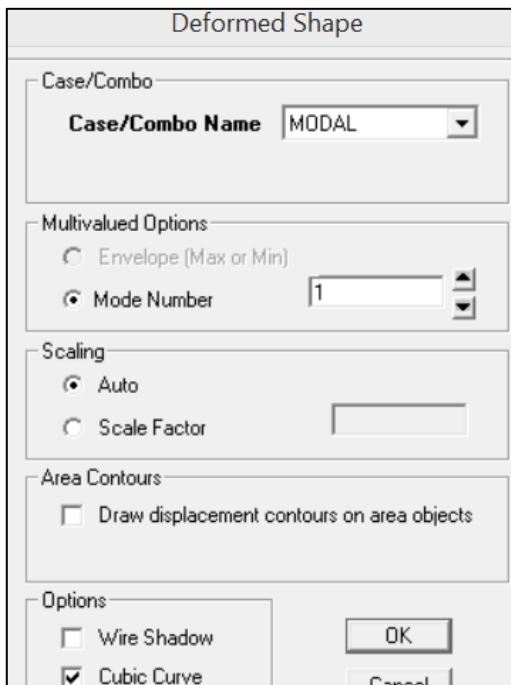 Deformed Shape
Case/Combo
Case/Combo Name MODAL
Multivalued Options
Envelope (Max or Min)
Mode Number 1
Scaling
Auto
Scale Factor
Area Contours
Draw displacement contours on area objects
Options
Wire Shadow OK
Cubic Curve Cancel